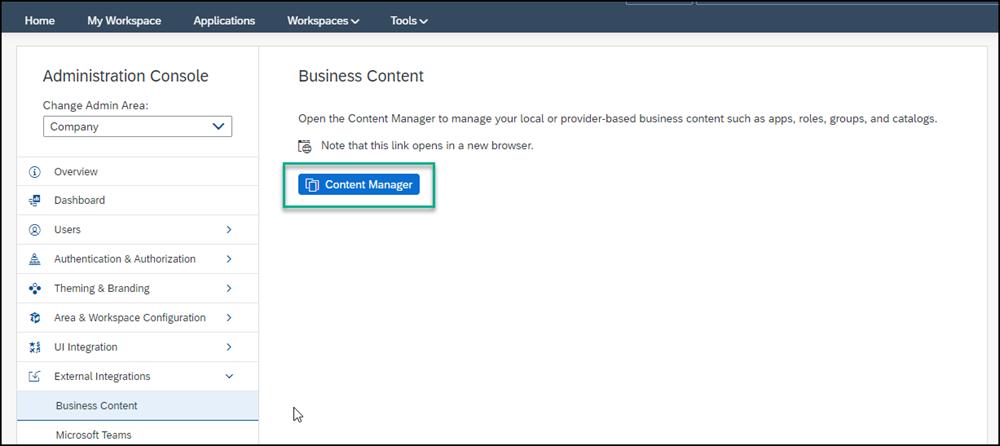 Home My Workspace Applications Workspaces Tools
Administration Console
Change Admin Area:
Company
Overview
Dashboard
Users
Authentication & Authorization
Theming & Branding
Area & Workspace Configuration
UI Integration
External Integrations
Business Content
Microsoft Teams
Business Content
Open the Content Manager to manage your local or provider-based business content such as apps, roles, groups, and catalogs.
Note that this link opens in a new browser.
Content Manager